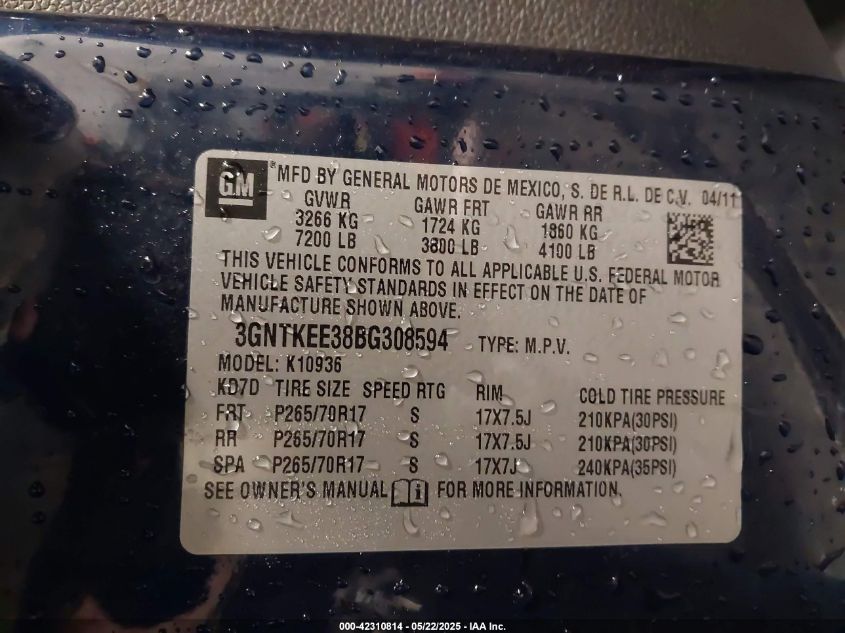 GM ®MFD BY GENERAL MOTORS DE MEXICO, S. DE R.L. DE C.V. 04/11
GVWR GAWR FRT GAWR RR
3266 KG 1724 KG 1860 KG
7200 LB 3800 LB 4100 LB
THIS VEHICLE CONFORMS TO ALL APPLICABLE U.S. FEDERAL MOTOR
VEHICLE SAFETY STANDARDS IN EFFECT ON THE DATE OF
MANUFACTURE SHOWN ABOVE.
3GNTKEE38BG308594 TYPE: M.P.V.
MODEL: K10936
KD7D TIRE SIZE SPEED RTG RIM COLD TIRE PRESSURE
FRT P265/70R17 S 17X7.5J 210KPA(30PSI)
RR P265/70R17 S 17X7.5J 210KPA(30PSI)
SPA P265/70R17 S 17X7J 240KPA(35PSI)
SEE OWNER'S MANUAL i FOR MORE INFORMATION.
000-42310814 - 05/22/2025 - IAA Inc.